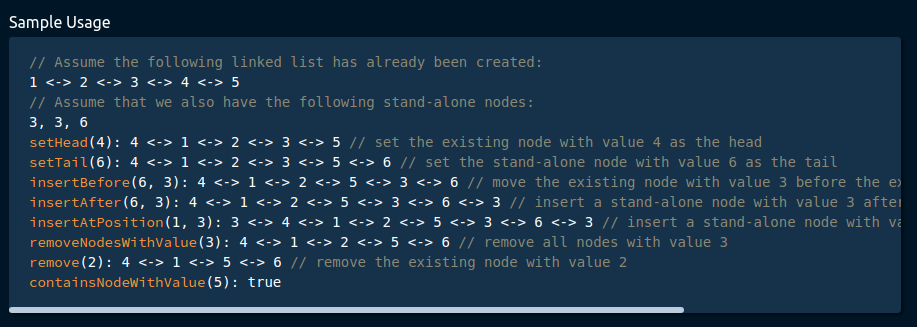 Sample Usage
// Assume the following linked list has already been created:
1 <-> 2 <-> 3 <-> 4 <-> 5
// Assume that we also have the following stand-alone nodes:
3, 3, 6
setHead(4): 4 <-> 1 <-> 2 <-> 3 <-> 5 // set the existing node with value 4 as the head
setTail(6): 4 <-> 1 <-> 2 <-> 3 <-> 5 <-> 6 // set the stand-alone node with value 6 as the tail
insertBefore(6, 3): 4 <-> 1 <-> 2 <-> 5 <-> 3 <-> 6 // move the existing node with value 3 before the
insertAfter(6, 3): 4 <-> 1 <-> 2 <-> 5 <-> 3 <-> 6 <-> 3 // insert a stand-alone node with value 3 after
insertAtPosition(1, 3): 3 <-> 4 <-> 1 <-> 2 <-> 5 <-> 3 <-> 6 <-> 3 // insert a stand-alone node with
removeNodesWithValue(3): 4 <-> 1 <-> 2 <-> 5 <-> 6 // remove all nodes with value 3
remove(2): 4 <-> 1 <-> 5 <-> 6 // remove the existing node with value 2
containsNodeWithValue(5): true